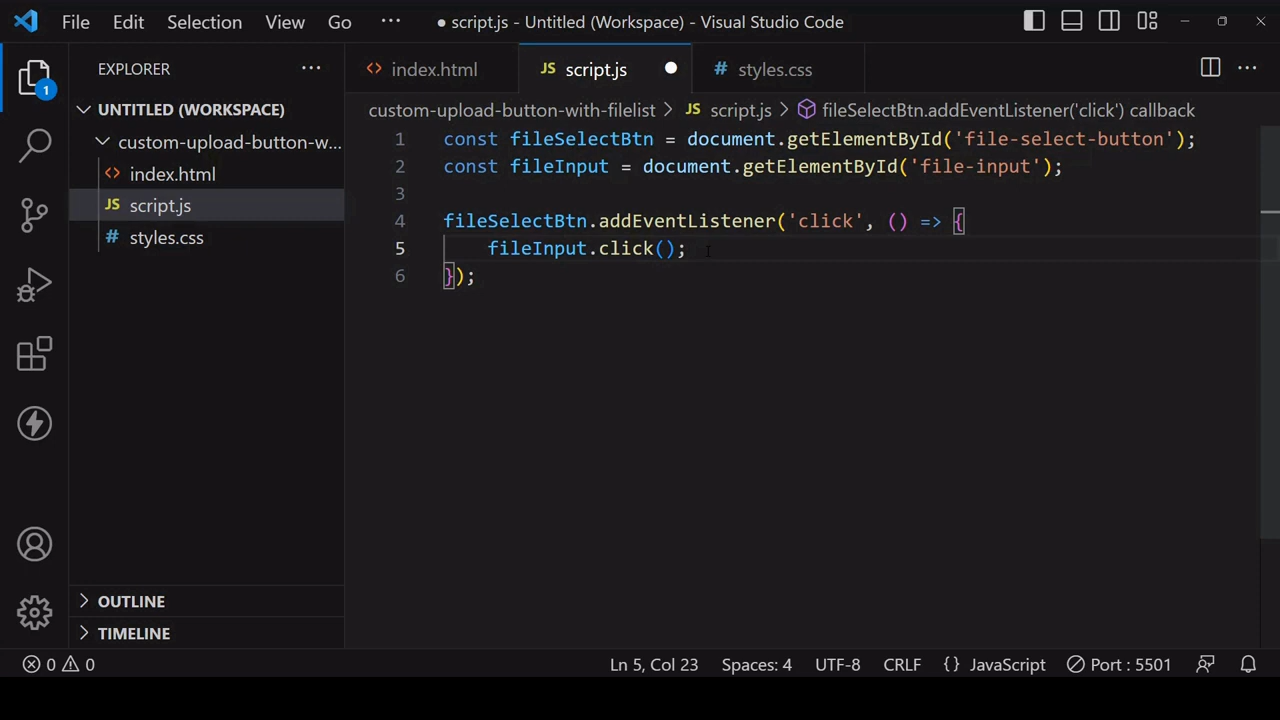 File Edit Selection View Go ··· ● script.js - Untitled (Workspace) - Visual Studio Code
EXPLORER ···
1
UNTITLED (WORKSPACE)
custom-upload-button-w...
<> index.html
JS script.js
# styles.css
OUTLINE
TIMELINE
<> index.html JS script.js ● # styles.css ···
custom-upload-button-with-filelist > JS script.js > fileSelectBtn.addEventListener('click') callback
1 const fileSelectBtn = document.getElementById('file-select-button');
2 const fileInput = document.getElementById('file-input');
3
4 fileSelectBtn.addEventListener('click', () => {
5     fileInput.click();
6 });
0 0 Ln 5, Col 23 Spaces: 4 UTF-8 CRLF {} JavaScript Port : 5501